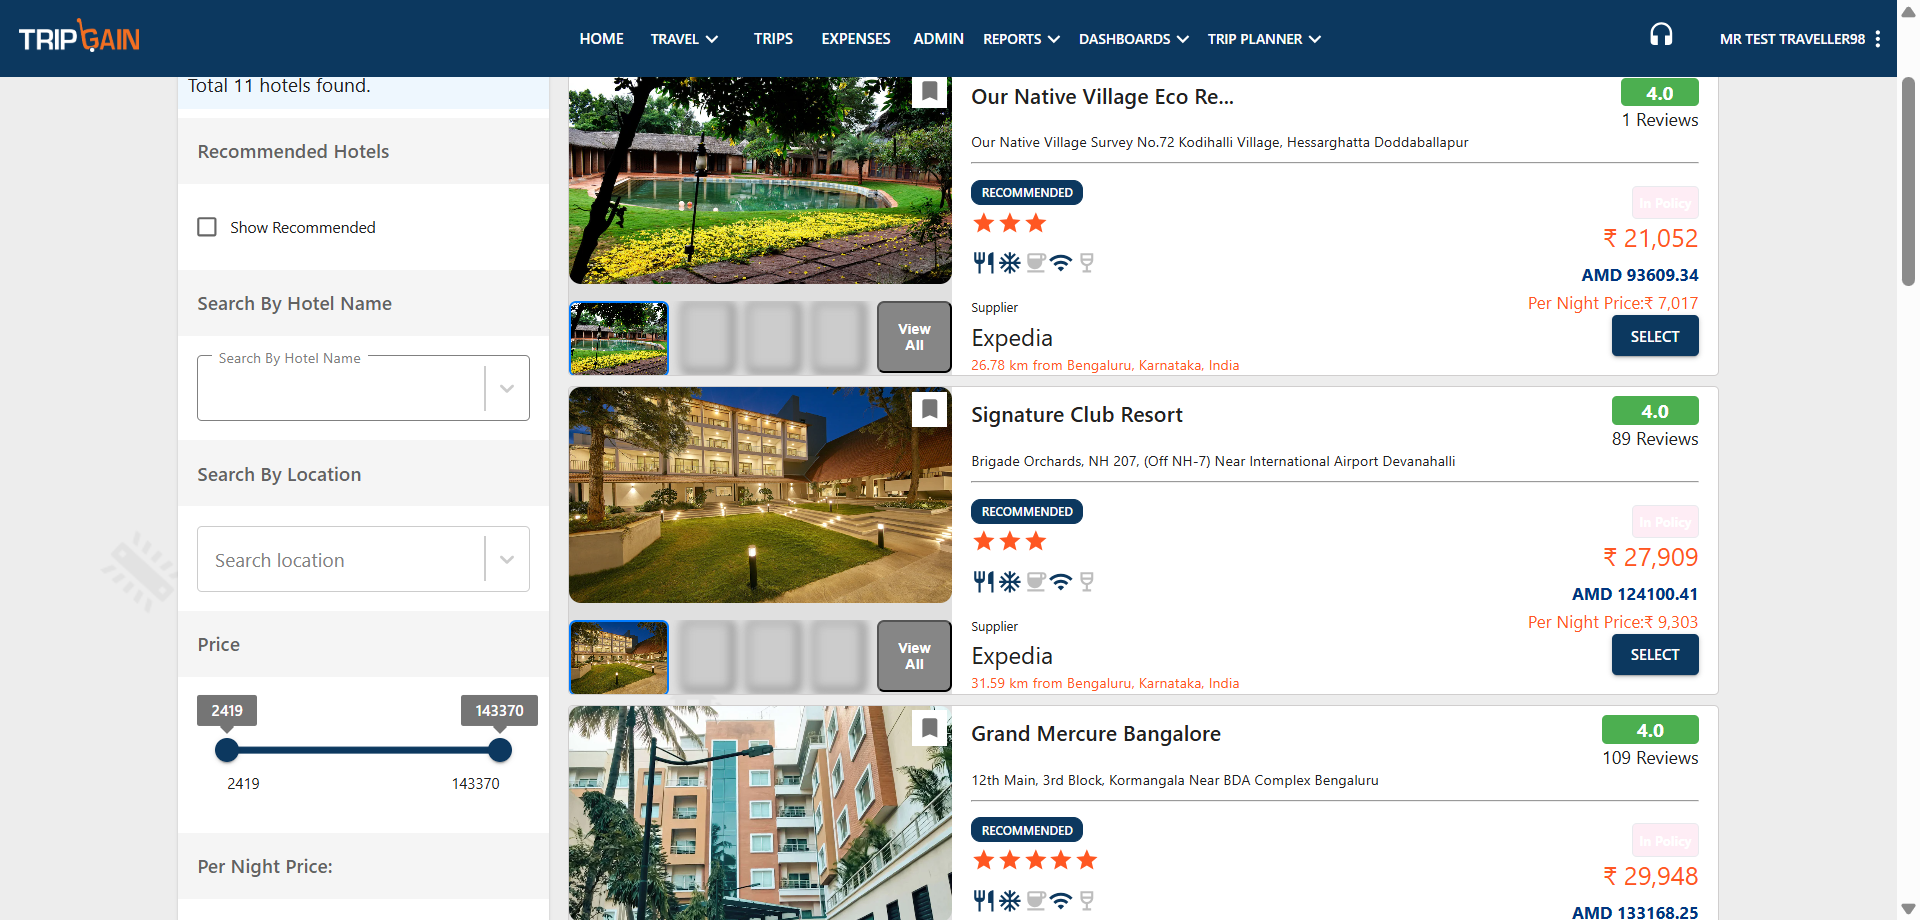 TRIPGAIN
HOME
TRAVEL
TRIPS
EXPENSES
ADMIN
REPORTS
DASHBOARDS
TRIP PLANNER
MR TEST TRAVELLER98
Total 11 hotels found.
Recommended Hotels
Show Recommended
Search By Hotel Name
Search By Hotel Name
Search By Location
Search location
Price
2419
143370
2419
143370
Per Night Price:
Our Native Village Eco Re...
4.0
1 Reviews
Our Native Village Survey No.72 Kodihalli Village, Hessarghatta Doddaballapur
RECOMMENDED
In Policy
₹ 21,052
AMD 93609.34
Per Night Price:₹ 7,017
Supplier
Expedia
SELECT
26.78 km from Bengaluru, Karnataka, India
View
All
Signature Club Resort
4.0
89 Reviews
Brigade Orchards, NH 207, (Off NH-7) Near International Airport Devanahalli
RECOMMENDED
In Policy
₹ 27,909
AMD 124100.41
Per Night Price:₹ 9,303
Supplier
Expedia
SELECT
31.59 km from Bengaluru, Karnataka, India
View
All
Grand Mercure Bangalore
4.0
109 Reviews
12th Main, 3rd Block, Kormangala Near BDA Complex Bengaluru
RECOMMENDED
In Policy
₹ 29,948
AMD 133168.25